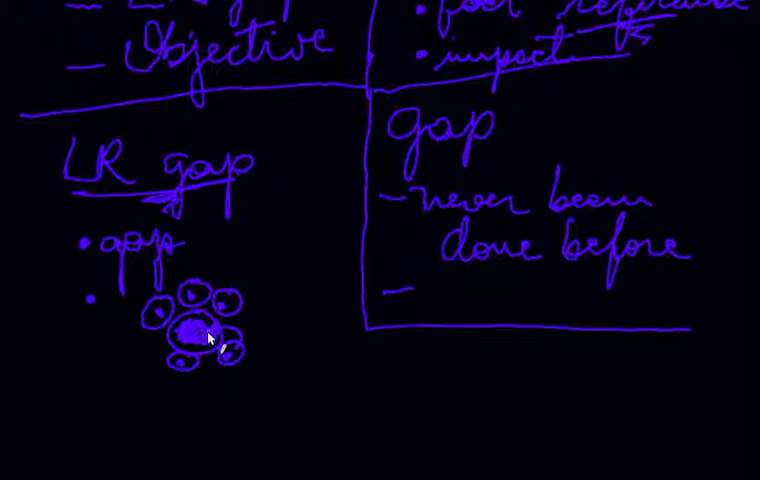 – Objective
• impact
LR gap
• gap
gap
– never been
done before